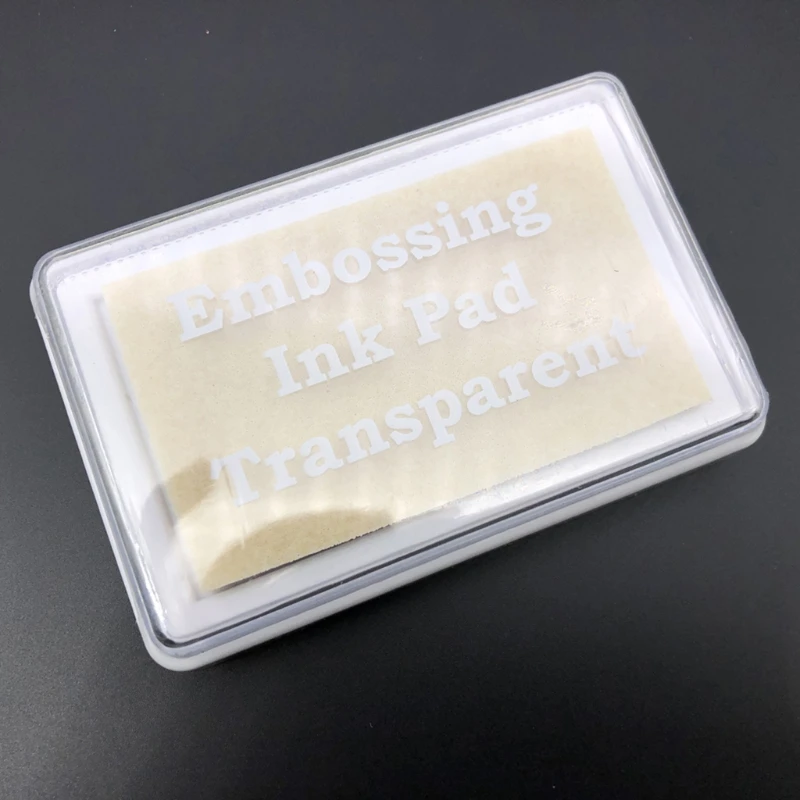 Embossing
Ink Pad
Transparent